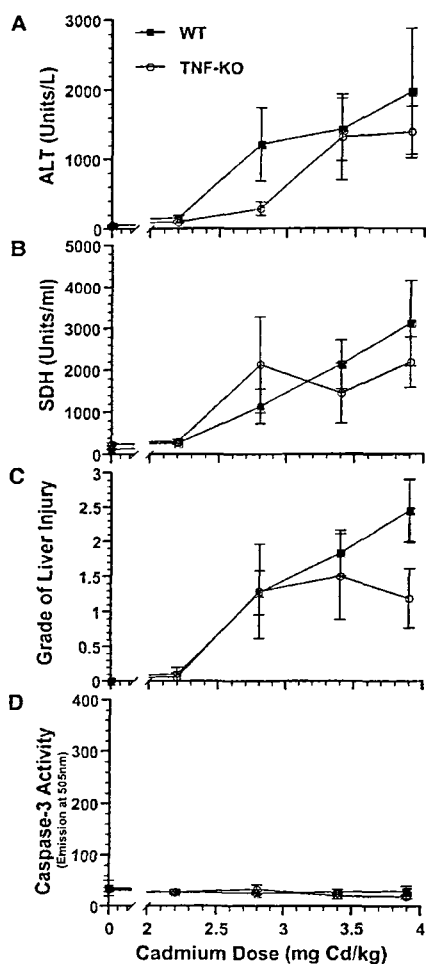 A
ALT (Units/L)
3000
2000
1000
0
WT
TNF-KO
B
SDH (Units/ml)
5000
4000
3000
2000
1000
0
C
Grade of Liver Injury
3
2.5
2
1.5
1
0.5
0
D
Caspase-3 Activity
(Emission at 505nm)
400
300
200
100
0
0 2 2.5 3 3.5 4
Cadmium Dose (mg Cd/kg)